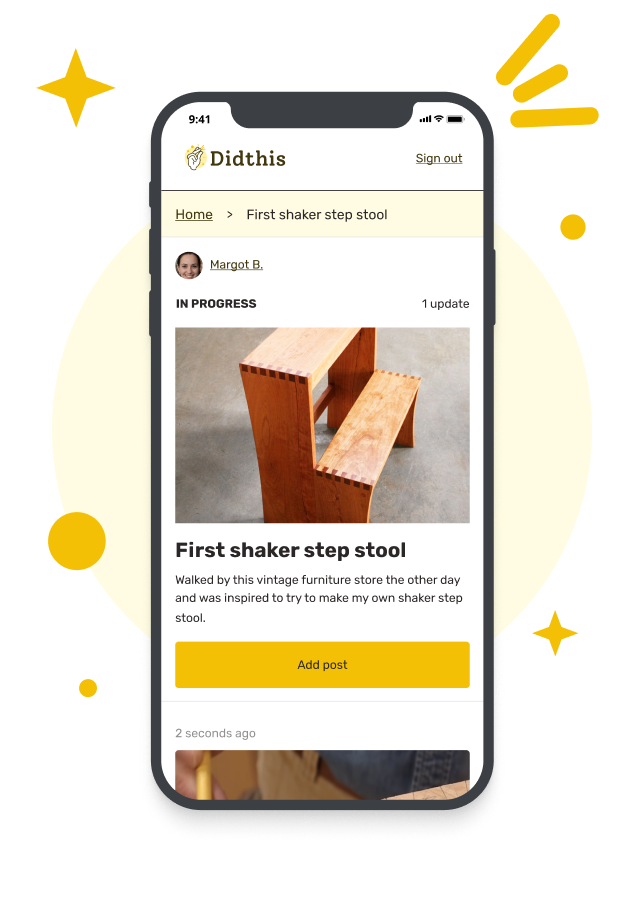 9:41
Didthis
Sign out
Home > First shaker step stool
Margot B.
IN PROGRESS
1 update
First shaker step stool
Walked by this vintage furniture store the other day
and was inspired to try to make my own shaker step
stool.
Add post
2 seconds ago